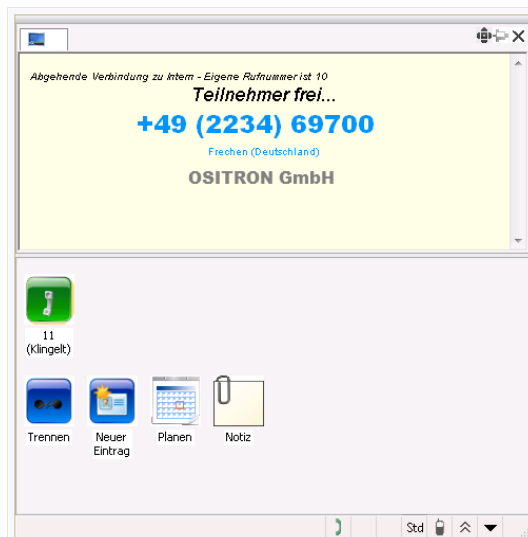 Abgehende Verbindung zu Intern - Eigene Rufnummer ist 10
Teilnehmer frei...
+49 (2234) 69700
Frechen (Deutschland)
OSITRON GmbH
11
(Klingelt)
Trennen
Neuer
Eintrag
Planen
Notiz
Std